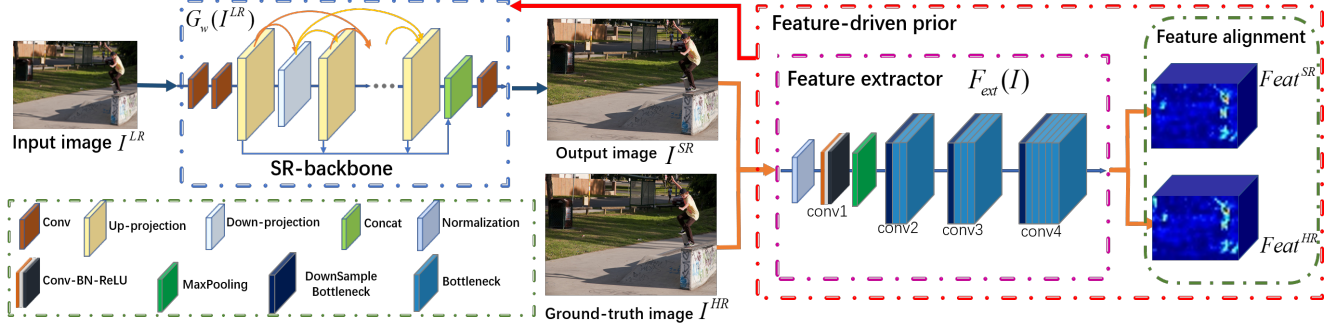 G_w(I^{LR})
Input image I^{LR}
SR-backbone
Output image I^{SR}
Ground-truth image I^{HR}
Conv
Up-projection
Down-projection
Concat
Normalization
Conv-BN-ReLU
MaxPooling
DownSample
Bottleneck
Bottleneck
Feature-driven prior
Feature extractor F_{ext}(I)
conv1
conv2
conv3
conv4
Feature alignment
Feat^{SR}
Feat^{HR}